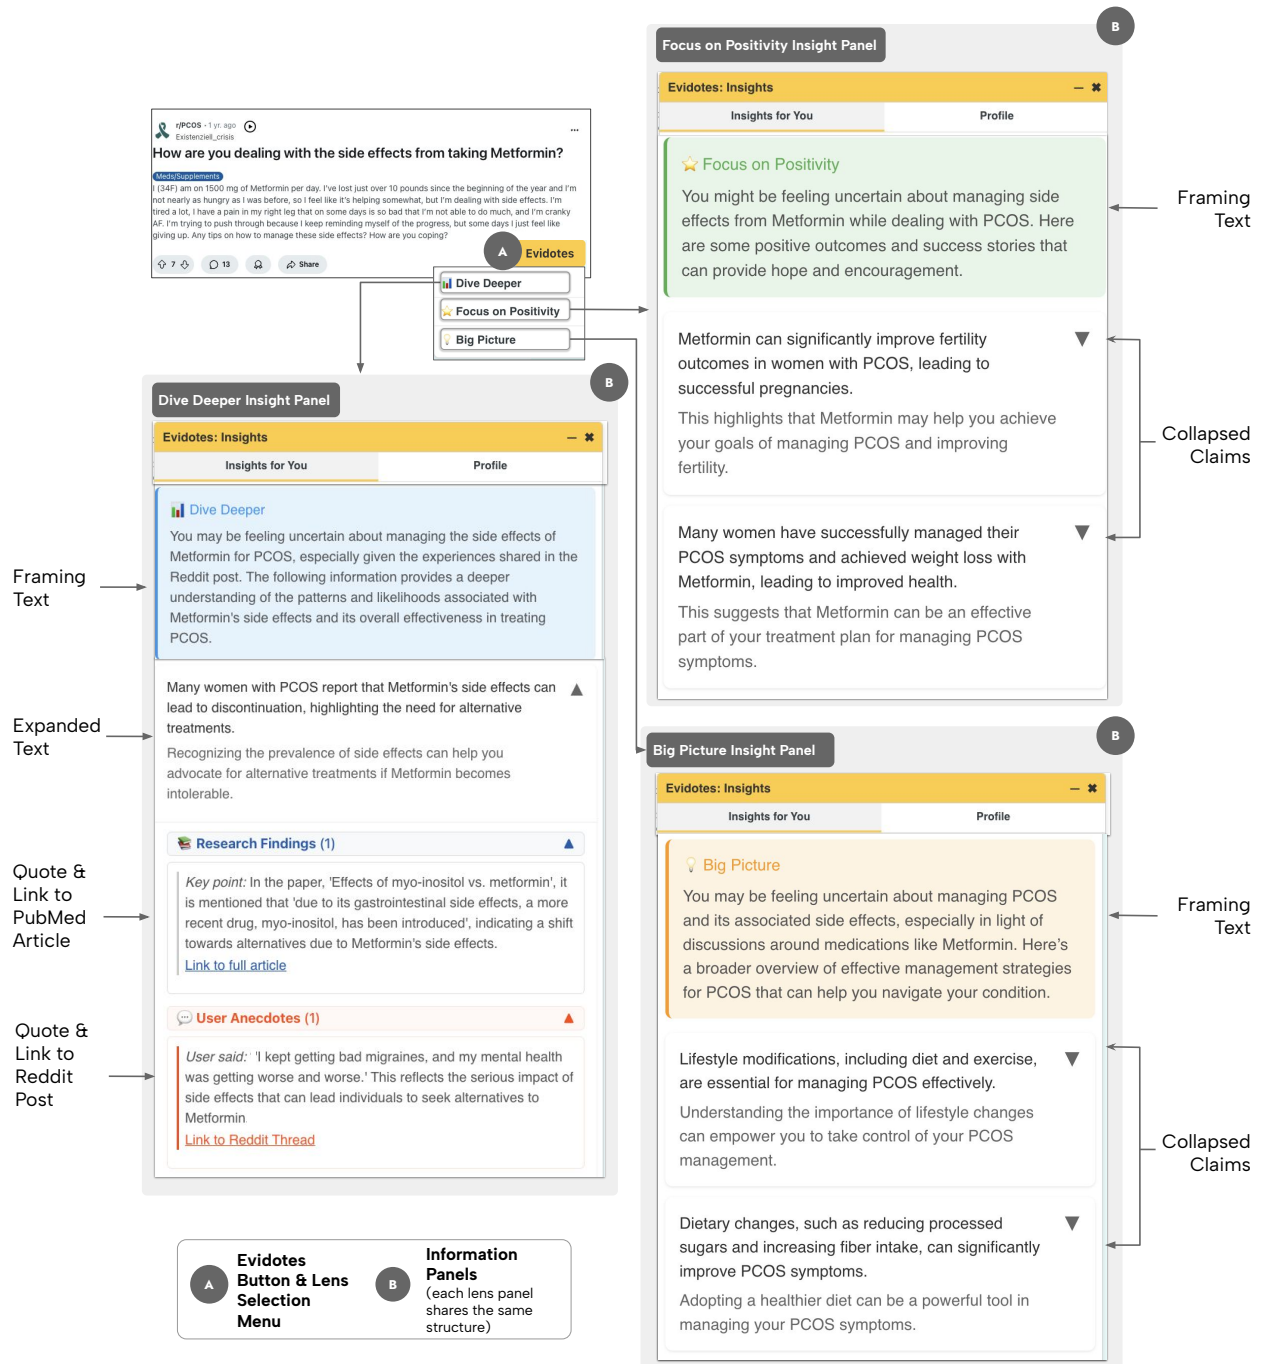 r/PCOS • 1 yr. ago
Existenziell_crisis
How are you dealing with the side effects from taking Metformin?
Meds/Supplements
I (34F) am on 1500 mg of Metformin per day. I've lost just over 10 pounds since the beginning of the year and I'm
not nearly as hungry as I was before, so I feel like it's helping somewhat, but I'm dealing with side effects. I'm
tired a lot, I have a pain in my right leg that on some days is so bad that I'm not able to do much, and I'm cranky
AF. I'm trying to push through because I keep reminding myself of the progress, but some days I just feel like
giving up. Any tips on how to manage these side effects? How are you coping?
7
13
Share
A
Evidotes
Dive Deeper
Focus on Positivity
Big Picture
B
Dive Deeper Insight Panel
Evidotes: Insights
Insights for You
Profile
Dive Deeper
You may be feeling uncertain about managing the side effects of
Metformin for PCOS, especially given the experiences shared in the
Reddit post. The following information provides a deeper
understanding of the patterns and likelihoods associated with
Metformin's side effects and its overall effectiveness in treating
PCOS.
Framing
Text
Many women with PCOS report that Metformin's side effects can
lead to discontinuation, highlighting the need for alternative
treatments.
Recognizing the prevalence of side effects can help you
advocate for alternative treatments if Metformin becomes
intolerable.
Expanded
Text
Research Findings (1)
Key point: In the paper, 'Effects of myo-inositol vs. metformin', it
is mentioned that 'due to its gastrointestinal side effects, a more
recent drug, myo-inositol, has been introduced', indicating a shift
towards alternatives due to Metformin's side effects.
Link to full article
Quote &
Link to
PubMed
Article
User Anecdotes (1)
User said: 'I kept getting bad migraines, and my mental health
was getting worse and worse.' This reflects the serious impact of
side effects that can lead individuals to seek alternatives to
Metformin
Link to Reddit Thread
Quote &
Link to
Reddit
Post
B
Focus on Positivity Insight Panel
Evidotes: Insights
Insights for You
Profile
Focus on Positivity
You might be feeling uncertain about managing side
effects from Metformin while dealing with PCOS. Here
are some positive outcomes and success stories that
can provide hope and encouragement.
Framing
Text
Metformin can significantly improve fertility
outcomes in women with PCOS, leading to
successful pregnancies.
This highlights that Metformin may help you achieve
your goals of managing PCOS and improving
fertility.
Many women have successfully managed their
PCOS symptoms and achieved weight loss with
Metformin, leading to improved health.
This suggests that Metformin can be an effective
part of your treatment plan for managing PCOS
symptoms.
Collapsed
Claims
B
Big Picture Insight Panel
Evidotes: Insights
Insights for You
Profile
Big Picture
You may be feeling uncertain about managing PCOS
and its associated side effects, especially in light of
discussions around medications like Metformin. Here's
a broader overview of effective management strategies
for PCOS that can help you navigate your condition.
Framing
Text
Lifestyle modifications, including diet and exercise,
are essential for managing PCOS effectively.
Understanding the importance of lifestyle changes
can empower you to take control of your PCOS
management.
Dietary changes, such as reducing processed
sugars and increasing fiber intake, can significantly
improve PCOS symptoms.
Adopting a healthier diet can be a powerful tool in
managing your PCOS symptoms.
Collapsed
Claims
A
Evidotes
Button & Lens
Selection
Menu
B
Information
Panels
(each lens panel
shares the same
structure)